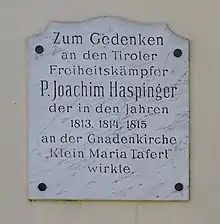 Zum Gedenken
an den Tiroler
Freiheitskämpfer
P. Joachim Haspinger
der in den Jahren
1813, 1814, 1815
an der Gnadenkirche
„Klein Maria Taferl"
wirkte.